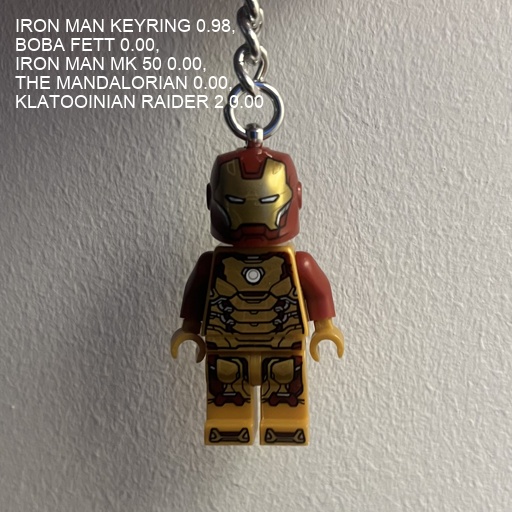 IRON MAN KEYRING 0.98,
BOBA FETT 0.00,
IRON MAN MK 50 0.00,
THE MANDALORIAN 0.00,
KLATOOINIAN RAIDER 2 0.00